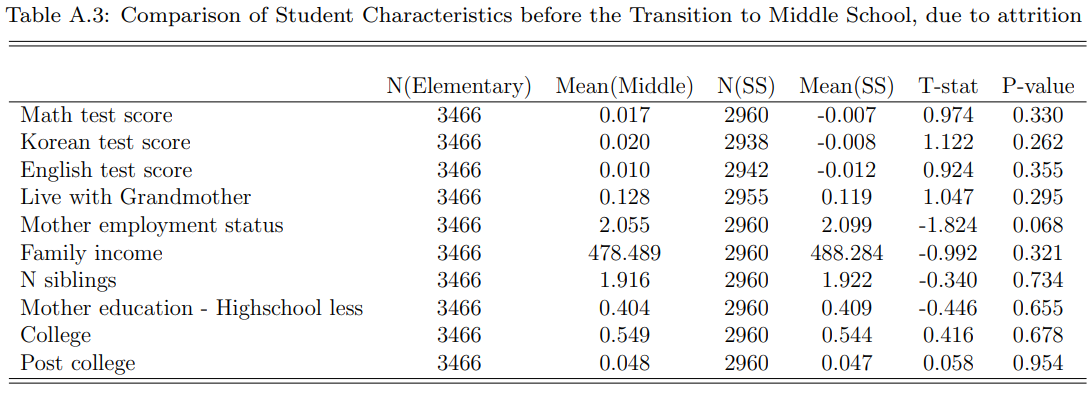 Table A.3: Comparison of Student Characteristics before the Transition to Middle School, due to attrition
N(Elementary) Mean(Middle) N(SS) Mean(SS) T-stat P-value
Math test score 3466 0.017 2960 -0.007 0.974 0.330
Korean test score 3466 0.020 2938 -0.008 1.122 0.262
English test score 3466 0.010 2942 -0.012 0.924 0.355
Live with Grandmother 3466 0.128 2955 0.119 1.047 0.295
Mother employment status 3466 2.055 2960 2.099 -1.824 0.068
Family income 3466 478.489 2960 488.284 -0.992 0.321
N siblings 3466 1.916 2960 1.922 -0.340 0.734
Mother education - Highschool less 3466 0.404 2960 0.409 -0.446 0.655
College 3466 0.549 2960 0.544 0.416 0.678
Post college 3466 0.048 2960 0.047 0.058 0.954